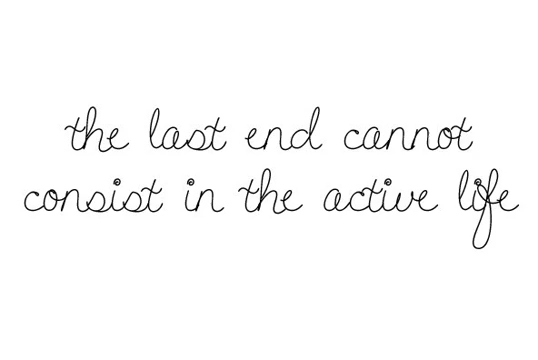 the last end cannot
consist in the active life